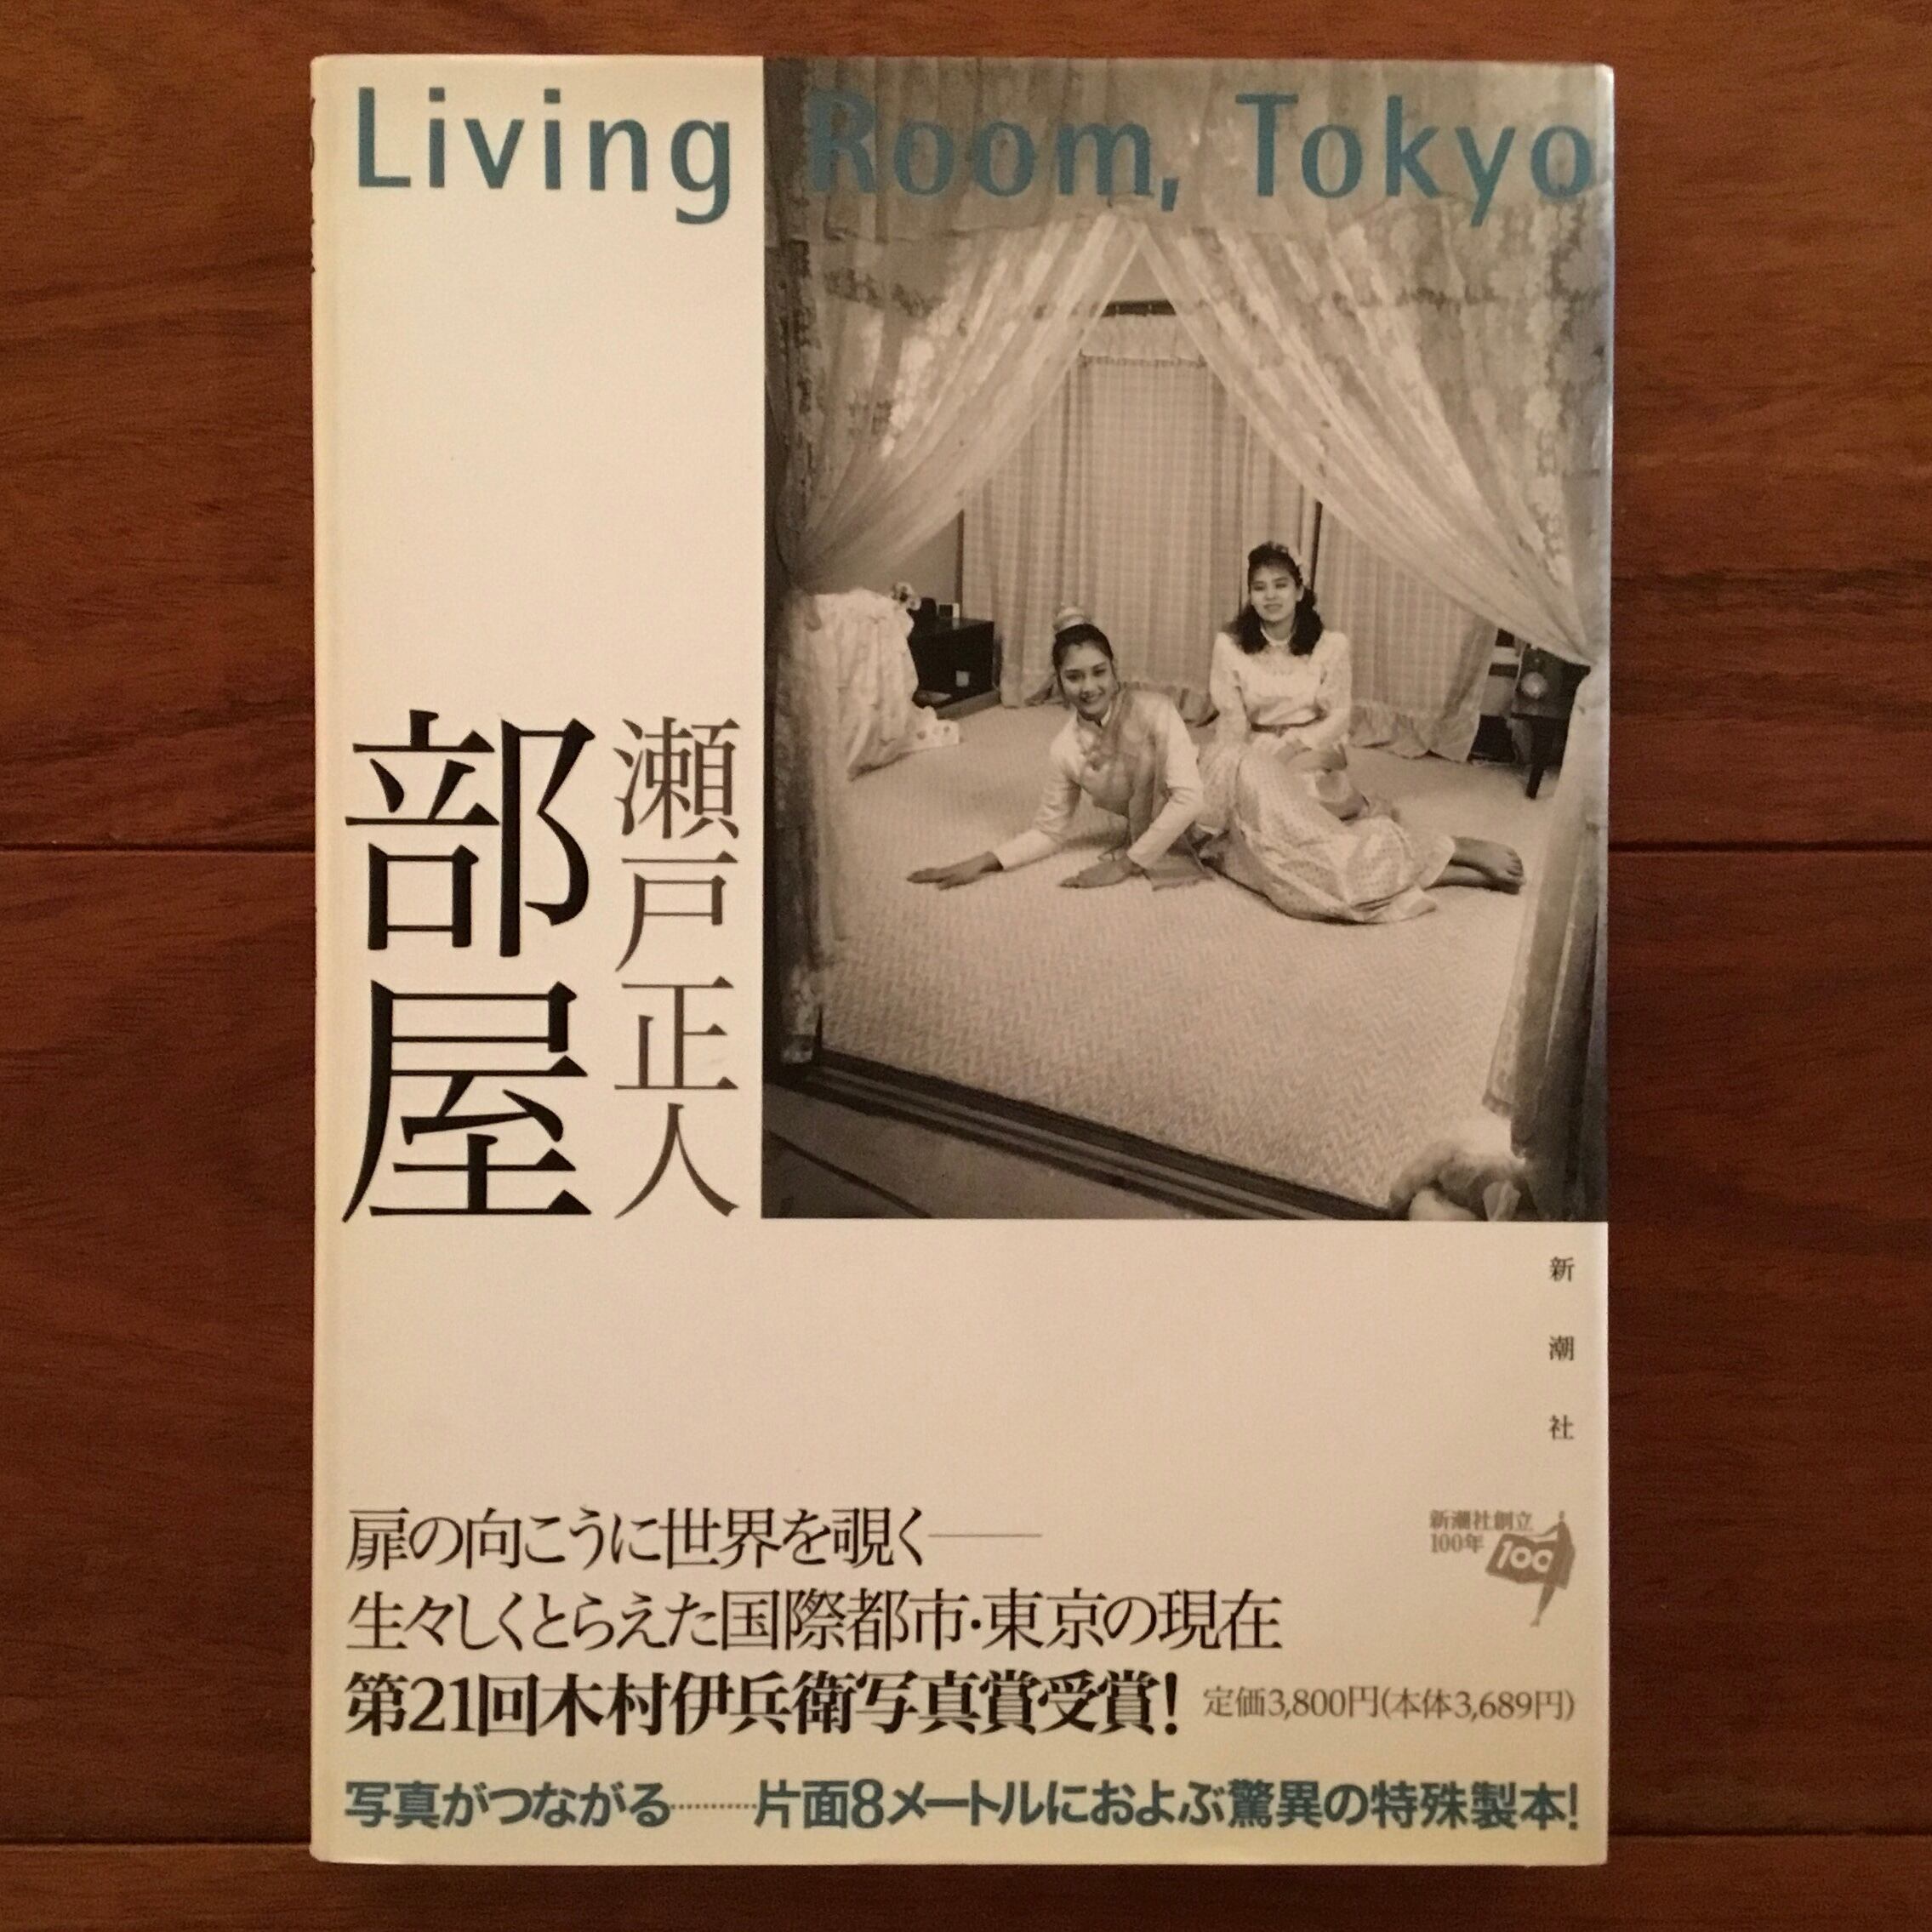 Living Room, Tokyo
部屋
瀬戸正人
新潮社
扉の向こうに世界を覗く──
生々しくとらえた国際都市・東京の現在
第21回木村伊兵衛写真賞受賞!
定価3,800円(本体3,689円)
新潮社創立
100年
100
写真がつながる………片面8メートルにおよぶ驚異の特殊製本!